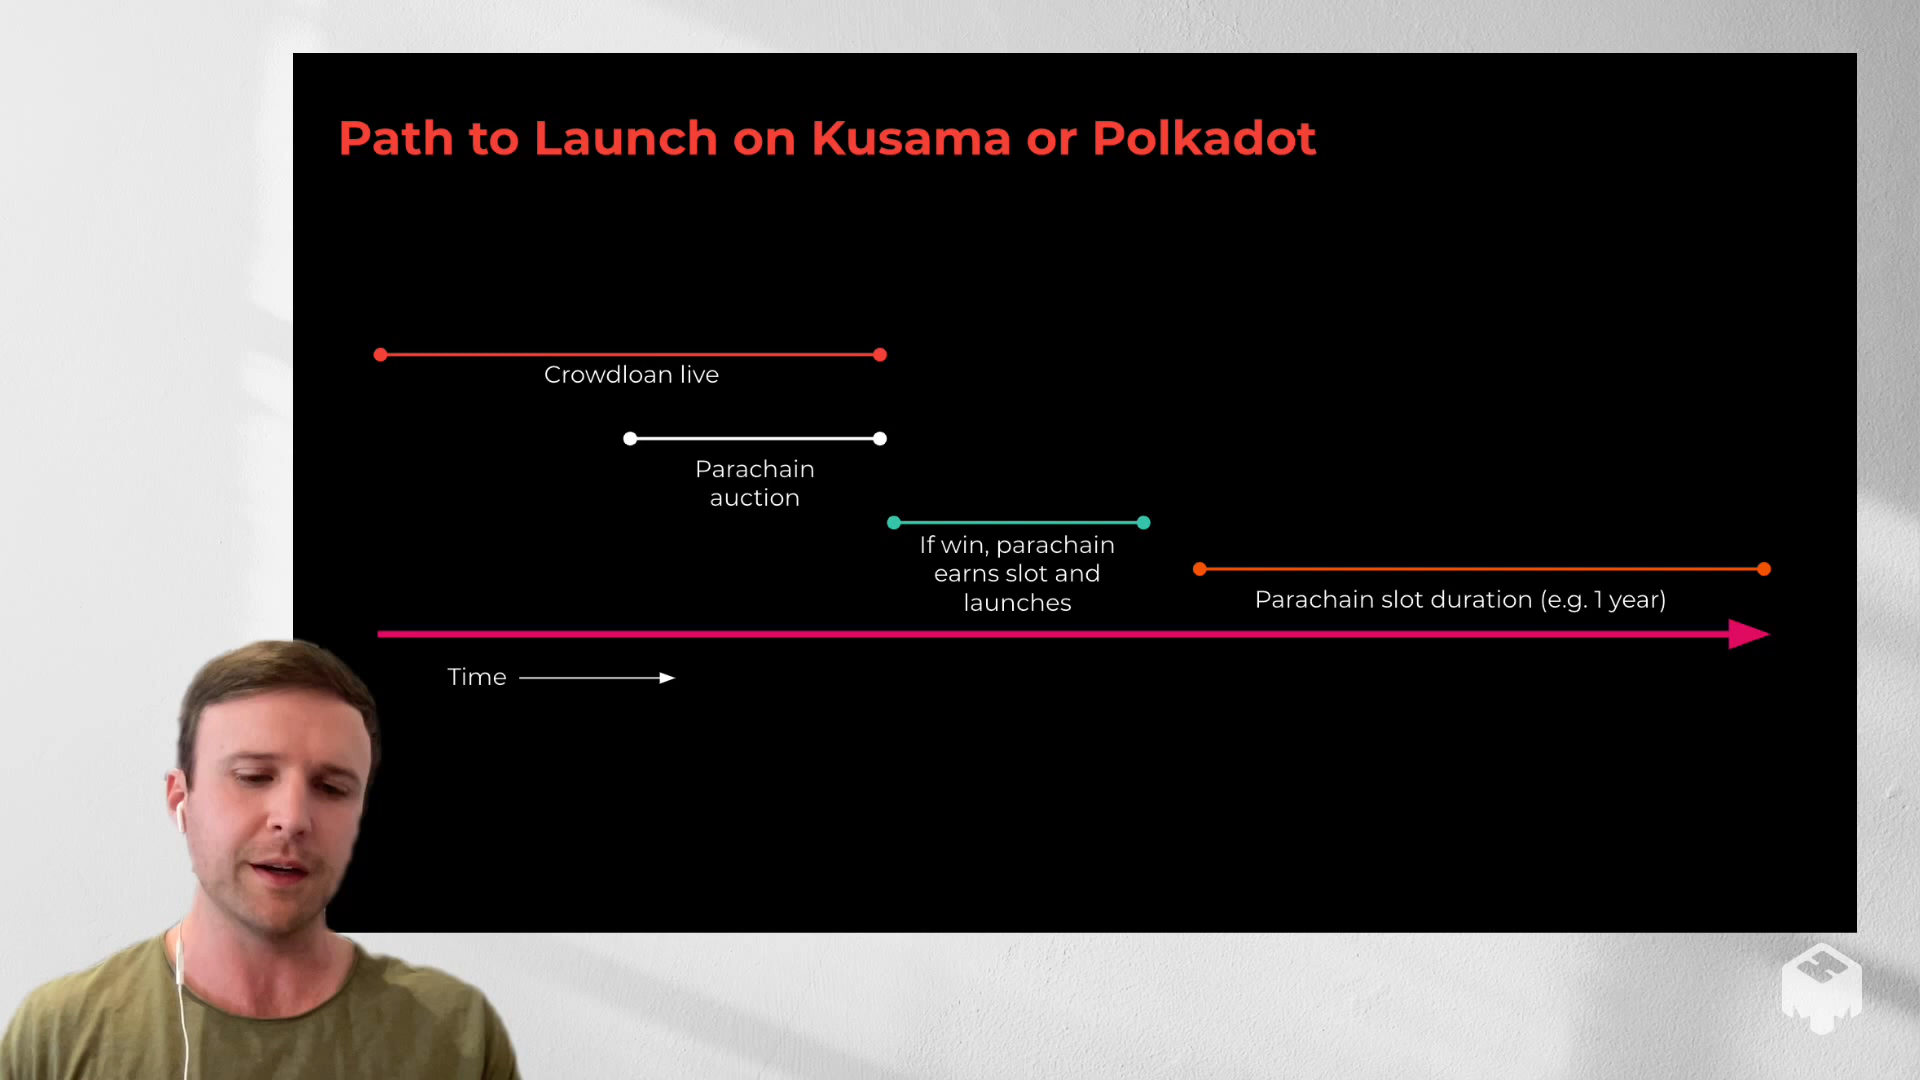 Path to Launch on Kusama or Polkadot
Crowdloan live
Parachain
auction
If win, parachain
earns slot and
launches
Parachain slot duration (e.g. 1 year)
Time